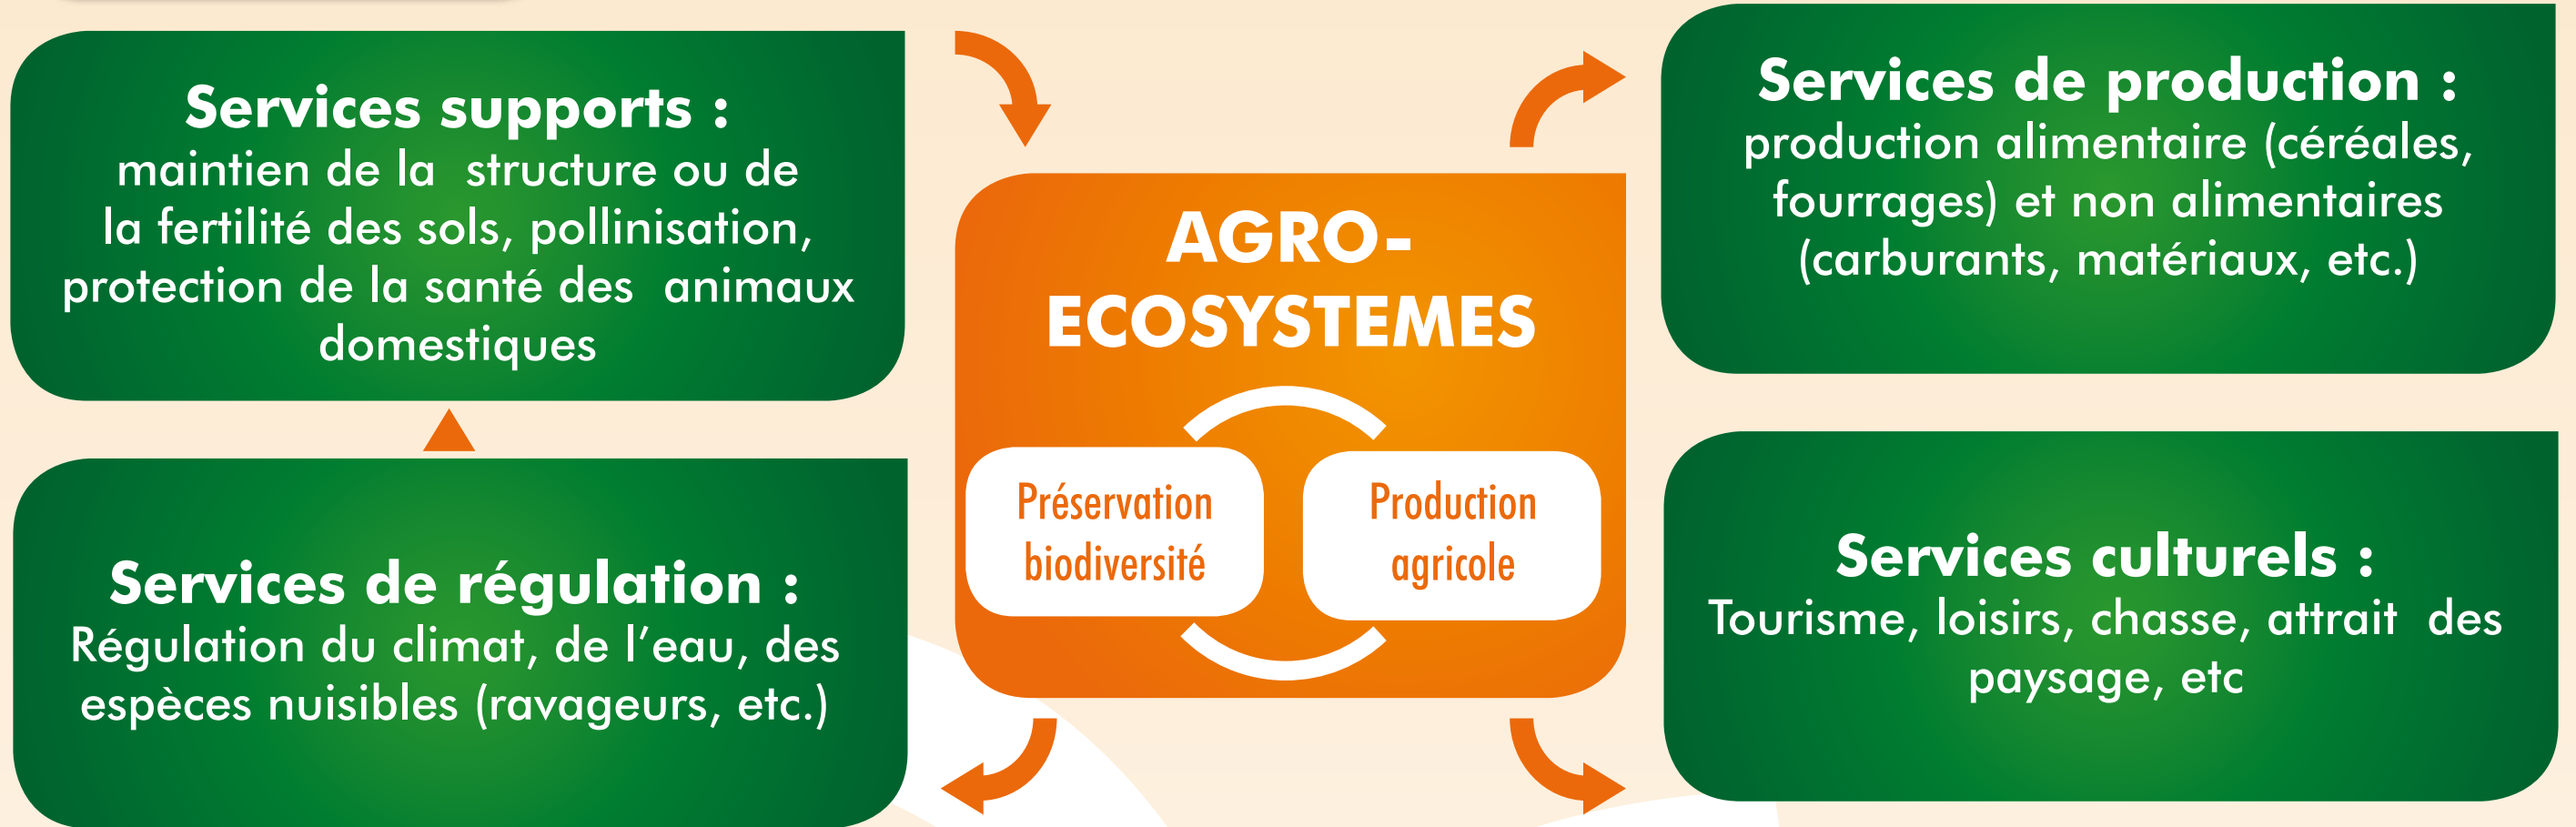 Services supports :
maintien de la structure ou de
la fertilité des sols, pollinisation,
protection de la santé des animaux
domestiques
Services de régulation :
Régulation du climat, de l'eau, des
espèces nuisibles (ravageurs, etc.)
AGRO-
ECOSYSTEMES
Préservation
biodiversité
Production
agricole
Services de production :
production alimentaire (céréales,
fourrages) et non alimentaires
(carburants, matériaux, etc.)
Services culturels :
Tourisme, loisirs, chasse, attrait des
paysage, etc